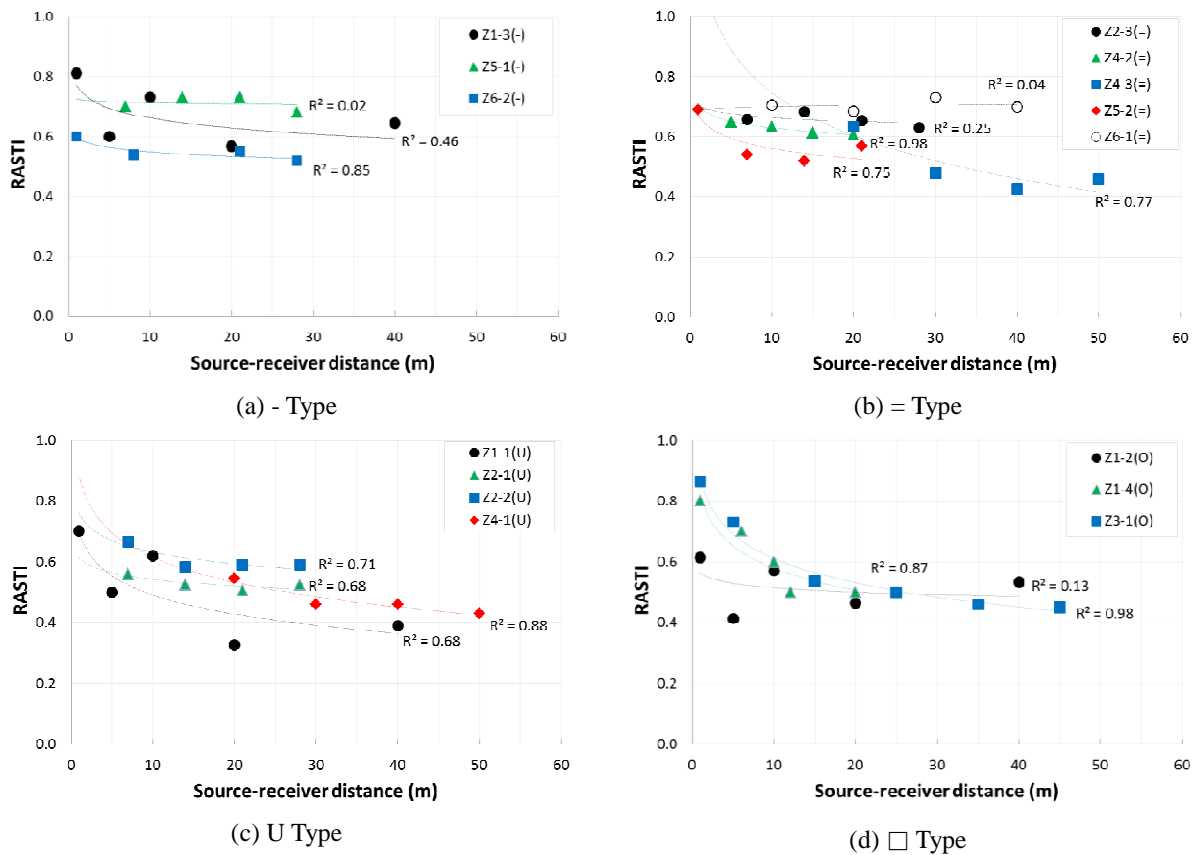 1.0
0.8
0.6
0.4
0.2
0.0
RASTI
0 10 20 30 40 50 60
Source-receiver distance (m)
Z1-3(-)
Z5-1(-)
Z6-2(-)
R² = 0.02
R² = 0.46
R² = 0.85
(a) - Type
1.0
0.8
0.6
0.4
0.2
0.0
RASTI
0 10 20 30 40 50 60
Source-receiver distance (m)
Z2-3(=)
Z4-2(=)
Z4-3(=)
Z5-2(=)
Z6-1(=)
R² = 0.04
R² = 0.25
R² = 0.98
R² = 0.75
R² = 0.77
(b) = Type
1.0
0.8
0.6
0.4
0.2
0.0
RASTI
0 10 20 30 40 50 60
Source-receiver distance (m)
Z1-1(U)
Z2-1(U)
Z2-2(U)
Z4-1(U)
R² = 0.71
R² = 0.68
R² = 0.88
R² = 0.68
(c) U Type
1.0
0.8
0.6
0.4
0.2
0.0
RASTI
0 10 20 30 40 50 60
Source-receiver distance (m)
Z1-2(O)
Z1-4(O)
Z3-1(O)
R² = 0.87
R² = 0.13
R² = 0.98
(d) □ Type